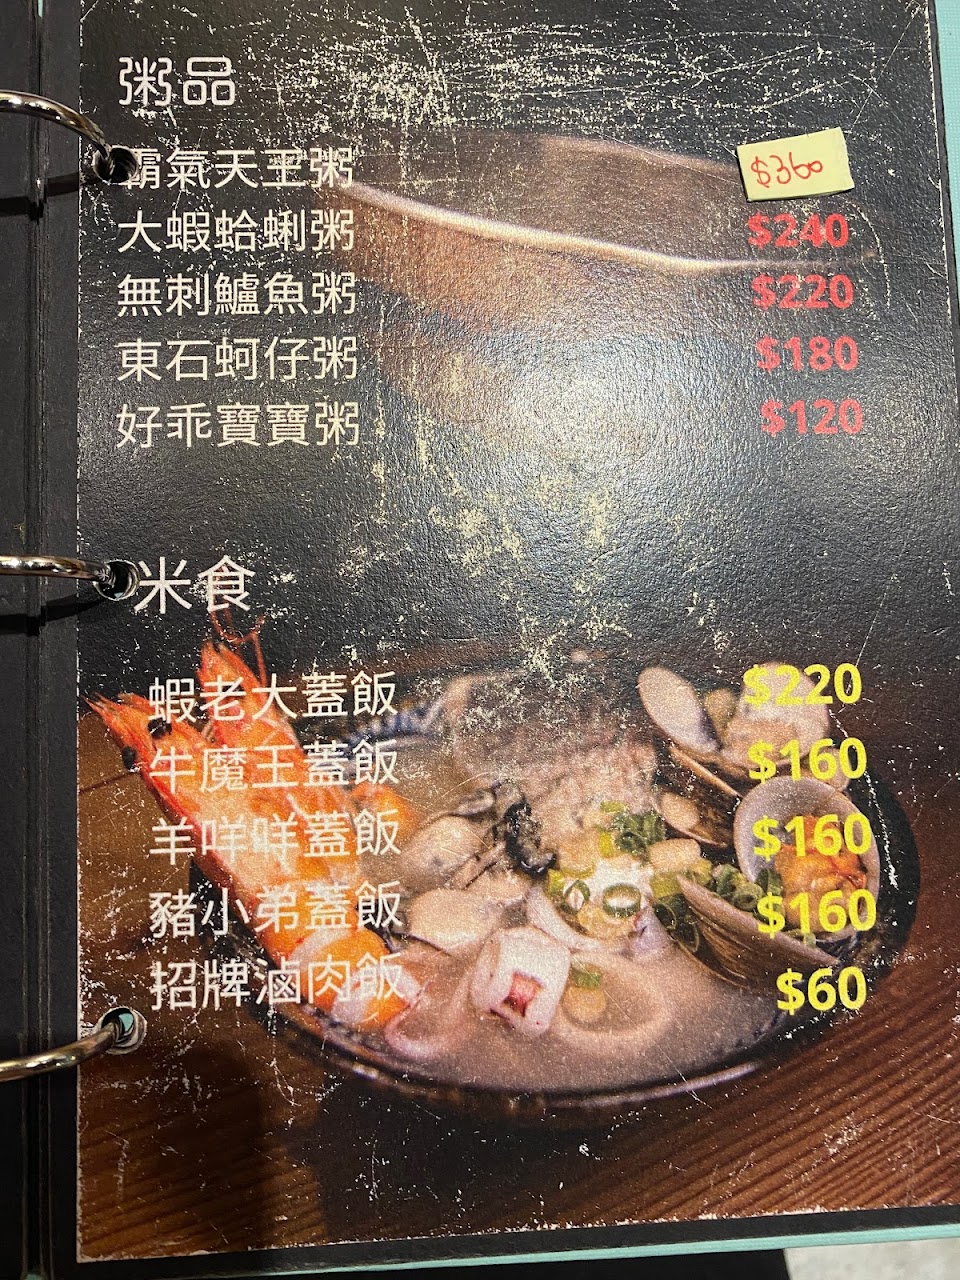 粥品
霸氣天王粥 $360
大蝦蛤蜊粥 $240
無刺鱸魚粥 $220
東石蚵仔粥 $180
好乖寶寶粥 $120
米食
蝦老大蓋飯 $220
牛魔王蓋飯 $160
羊咩咩蓋飯 $160
豬小弟蓋飯 $160
招牌滷肉飯 $60